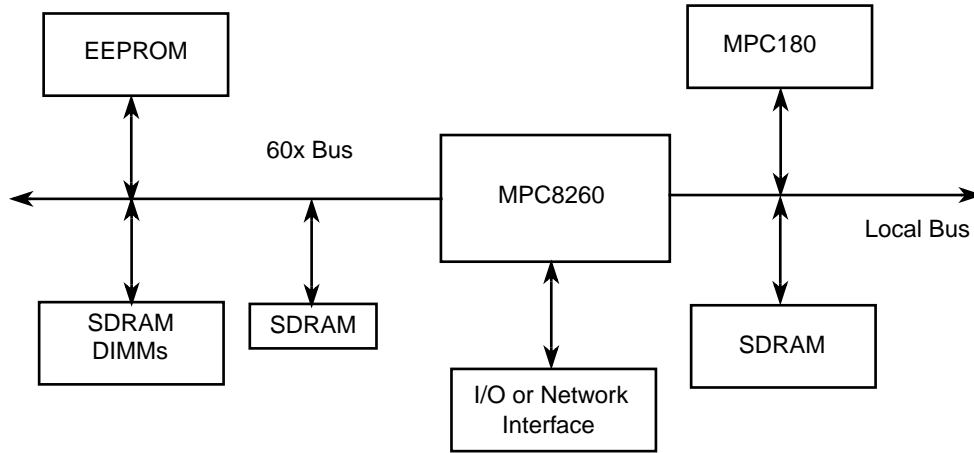 EEPROM
MPC180
60x Bus
MPC8260
Local Bus
SDRAM
DIMMs
SDRAM
SDRAM
I/O or Network
Interface